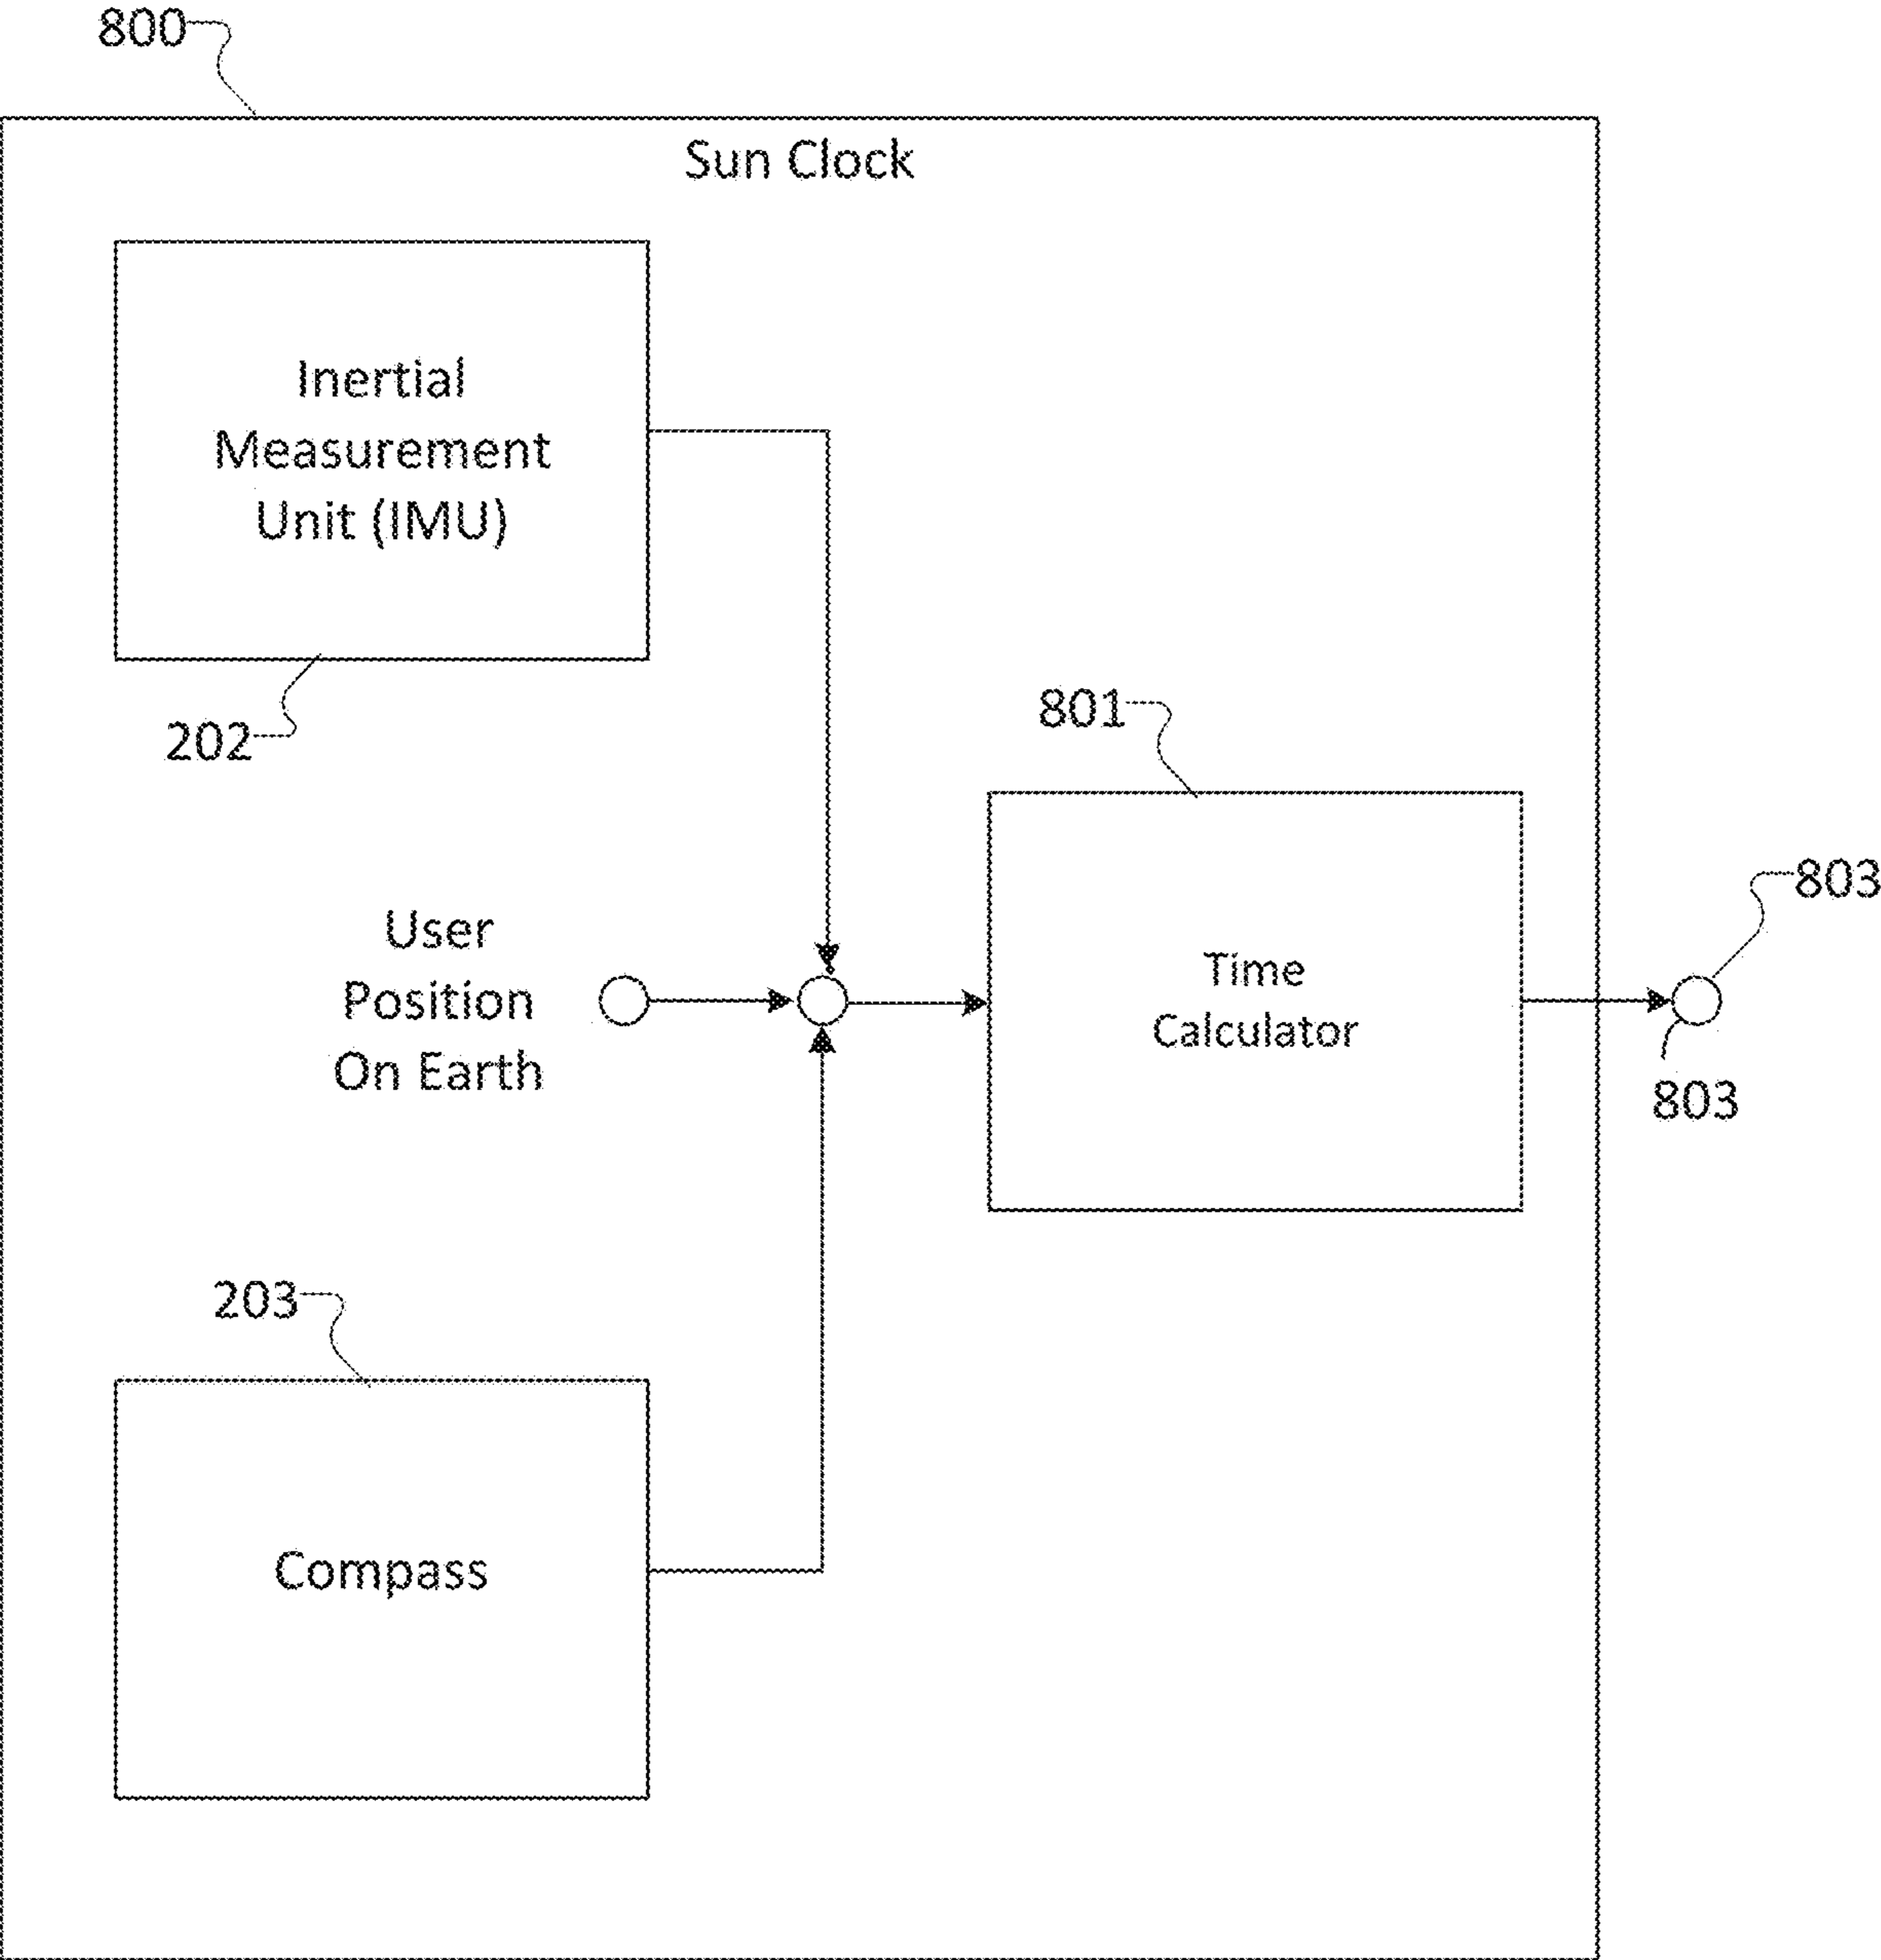 800
Sun Clock
Inertial
Measurement
Unit (IMU)
202
801
803
User
Position
On Earth
Time
Calculator
803
203
Compass